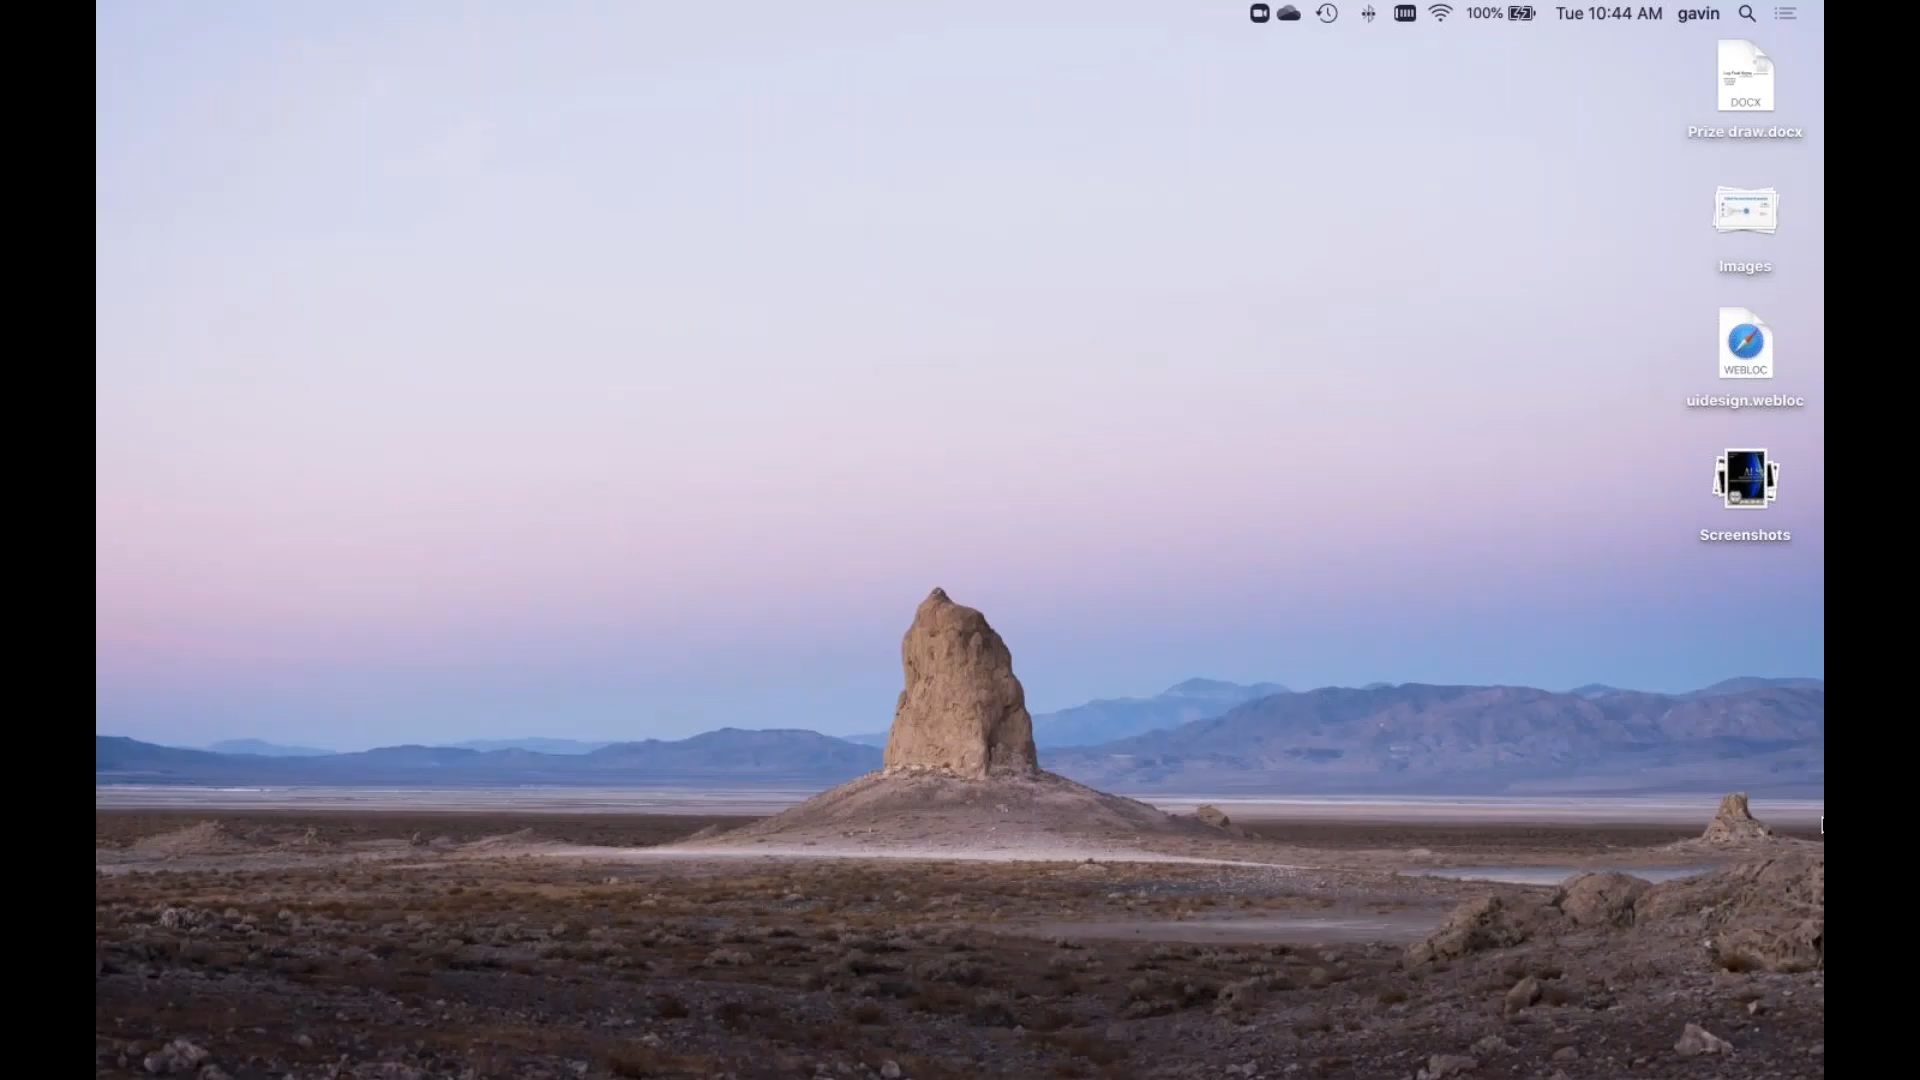 100% Tue 10:44 AM gavin
DOCX
Prize draw.docx
Images
WEBLOC
uidesign.webloc
Screenshots